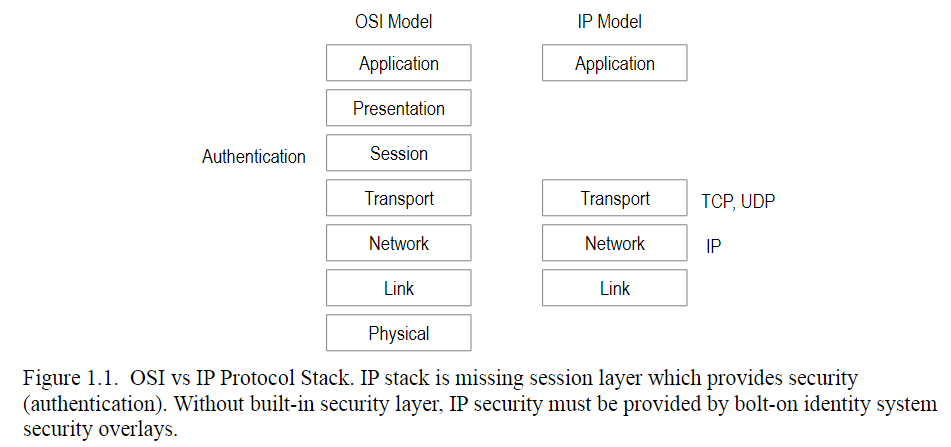 OSI Model IP Model
Application Application
Presentation
Authentication Session
Transport Transport TCP, UDP
Network Network IP
Link Link
Physical
Figure 1.1. OSI vs IP Protocol Stack. IP stack is missing session layer which provides security
(authentication). Without built-in security layer, IP security must be provided by bolt-on identity system
security overlays.